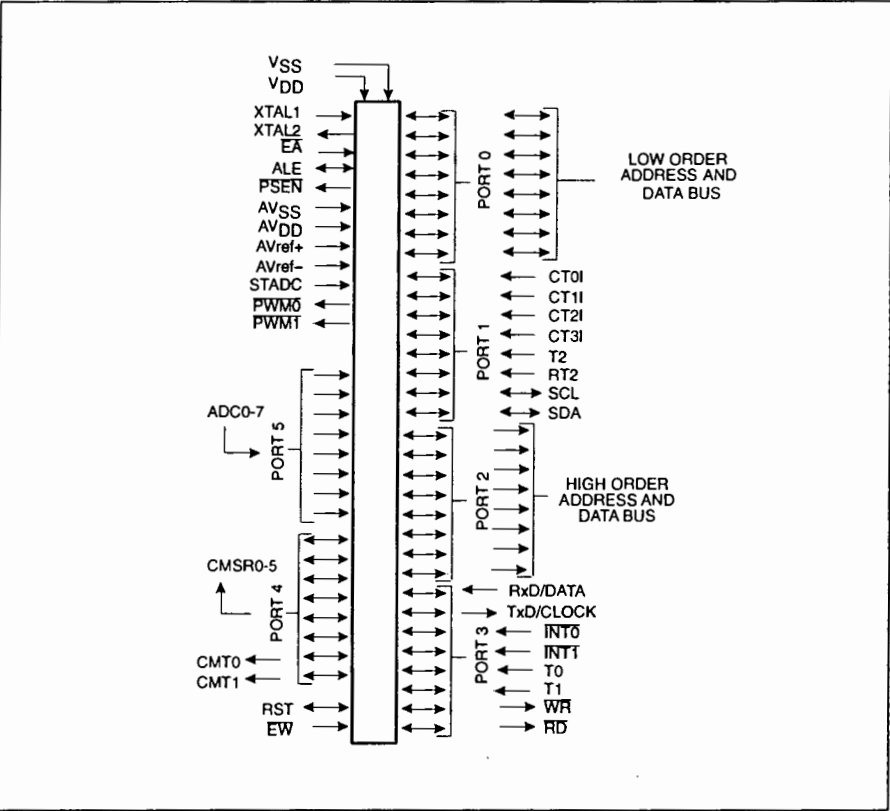 VSS
VDD
XTAL1
XTAL2
EA
ALE
PSEN
AVSS
AVDD
AVref+
AVref–
STADC
PWM0
PWM1
ADC0-7
PORT 5
CMSR0-5
PORT 4
CMT0
CMT1
RST
EW
PORT 0
LOW ORDER
ADDRESS AND
DATA BUS
PORT 1
CT0I
CT1I
CT2I
CT3I
T2
RT2
SCL
SDA
PORT 2
HIGH ORDER
ADDRESS AND
DATA BUS
PORT 3
RxD/DATA
TxD/CLOCK
INT0
INT1
T0
T1
WR
RD